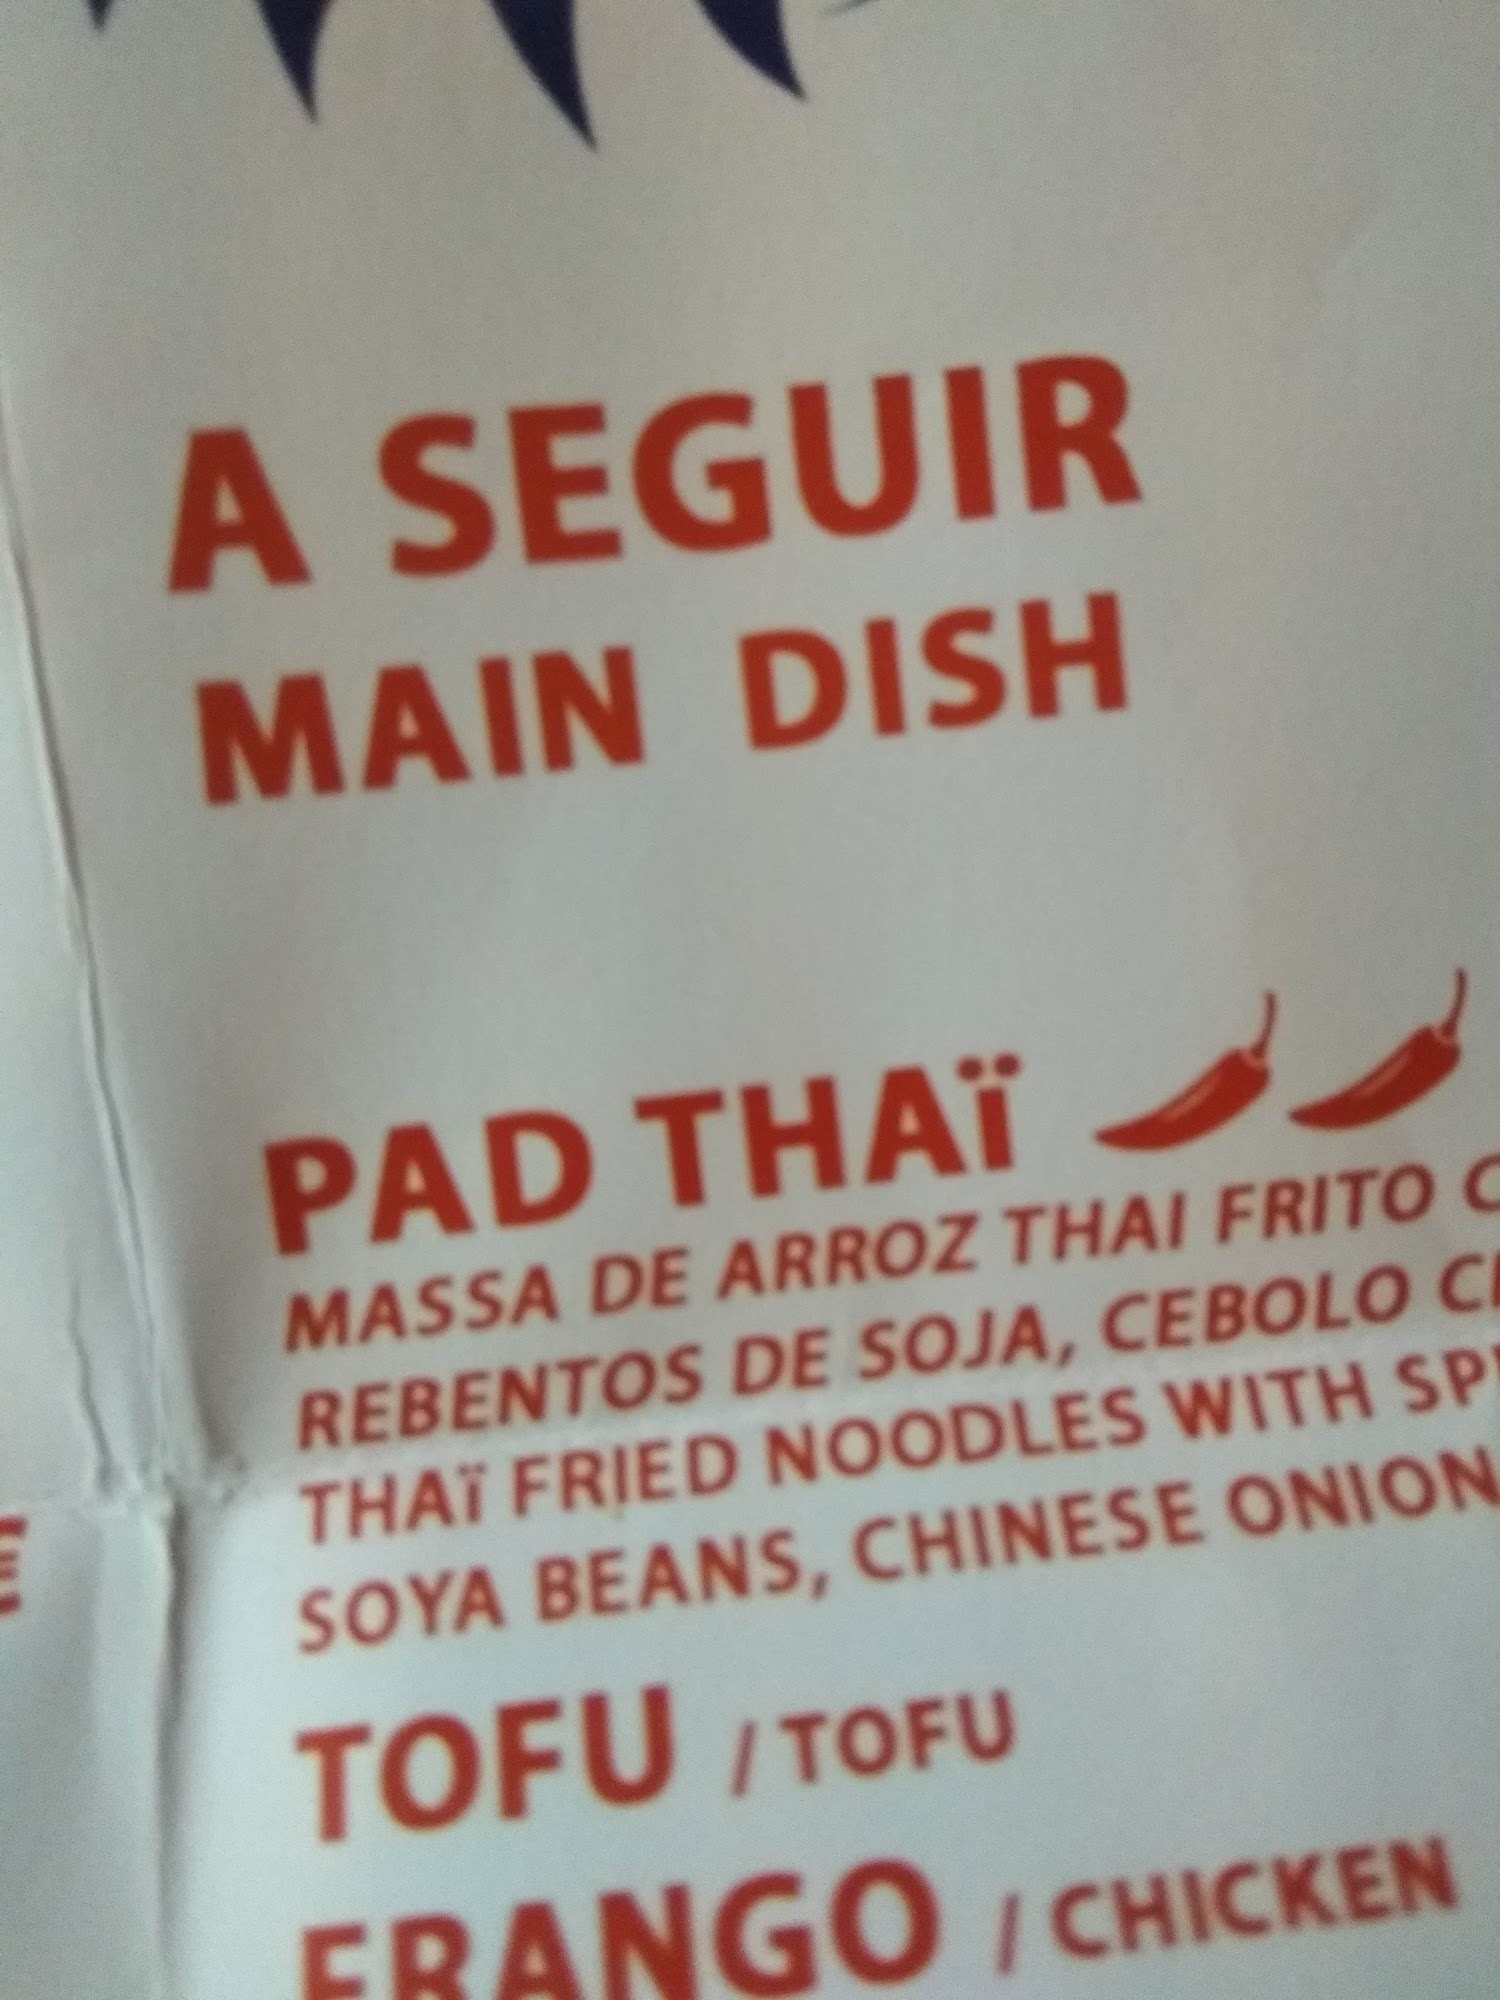 A SEGUIR
MAIN DISH
PAD THAÏ
MASSA DE ARROZ THAI FRITO
REBENTOS DE SOJA, CEBOLO
THAÏ FRIED NOODLES WITH
SOYA BEANS, CHINESE ONION
TOFU / TOFU
FRANGO / CHICKEN